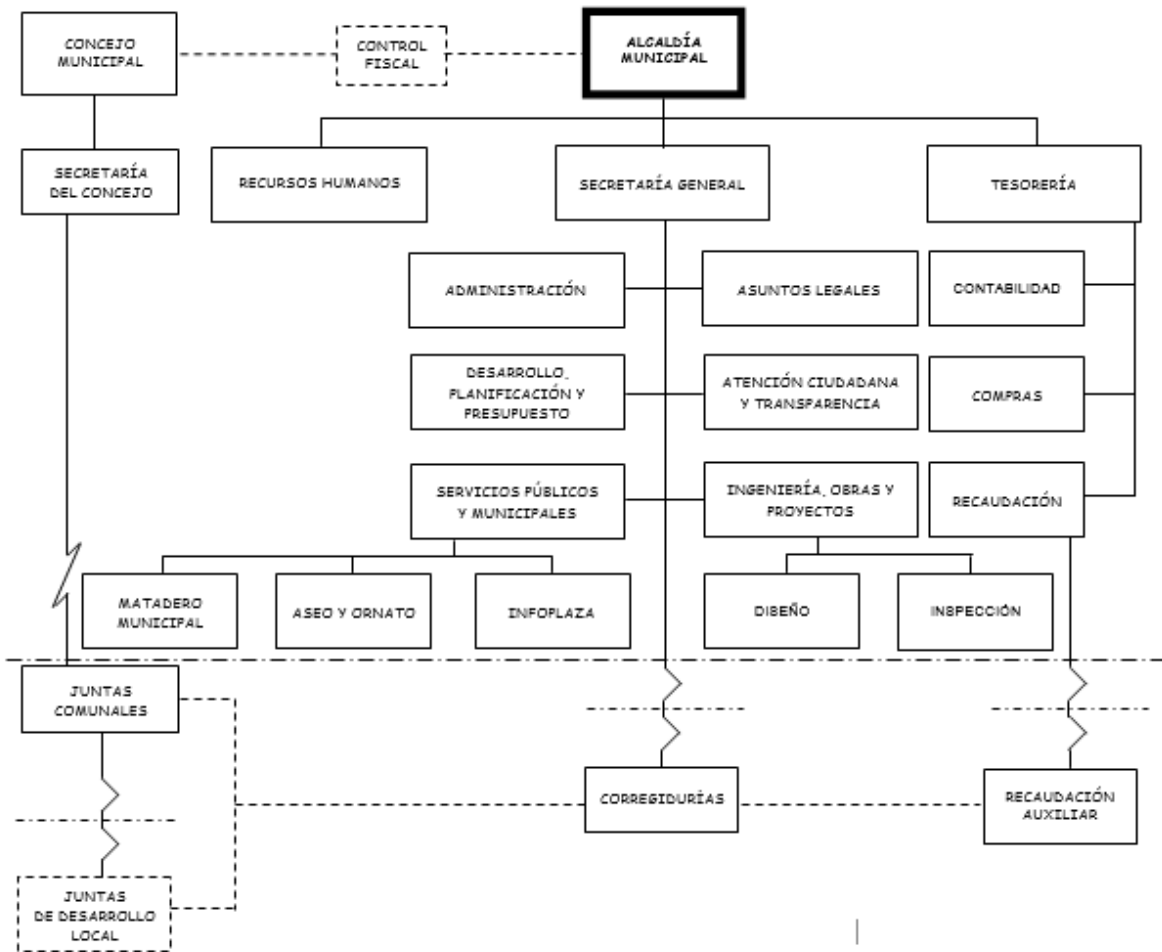 CONCEJO
MUNICIPAL
CONTROL
FISCAL
ALCALDÍA
MUNICIPAL
SECRETARÍA
DEL CONCEJO
RECURSOS HUMANOS
SECRETARÍA GENERAL
TESORERÍA
ADMINISTRACIÓN
ASUNTOS LEGALES
CONTABILIDAD
DESARROLLO,
PLANIFICACIÓN Y
PRESUPUESTO
ATENCIÓN CIUDADANA
Y TRANSPARENCIA
COMPRAS
SERVICIOS PÚBLICOS
Y MUNICIPALES
INGENIERÍA, OBRAS Y
PROYECTOS
RECAUDACIÓN
MATADERO
MUNICIPAL
ASEO Y ORNATO
INFOPLAZA
DISEÑO
INSPECCIÓN
JUNTAS
COMUNALES
CORREGIDURÍAS
RECAUDACIÓN
AUXILIAR
JUNTAS
DE DESARROLLO
LOCAL